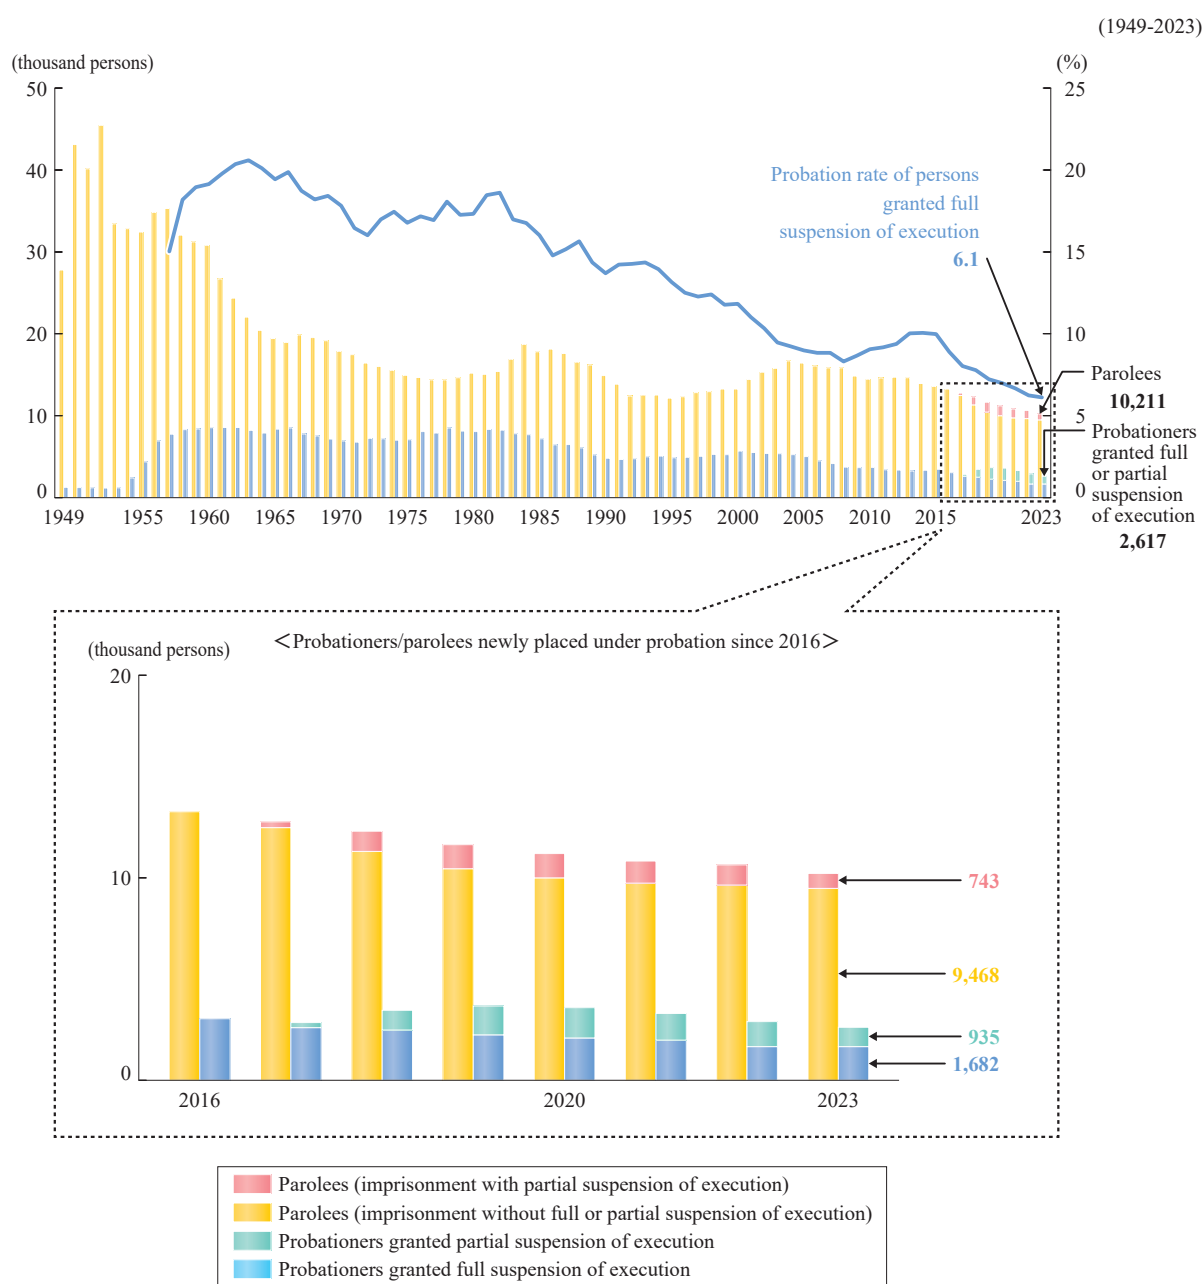 (1949-2023)
(thousand persons)
(%)
50
25
40
20
30
15
20
10
10
5
0
0
Probation rate of persons
granted full
suspension of execution
6.1
Parolees
10,211
Probationers
granted full
or partial
suspension
of execution
2,617
1949
1955
1960
1965
1970
1975
1980
1985
1990
1995
2000
2005
2010
2015
2023
<Probationers/parolees newly placed under probation since 2016>
(thousand persons)
20
10
0
743
9,468
935
1,682
2016
2020
2023
Parolees (imprisonment with partial suspension of execution)
Parolees (imprisonment without full or partial suspension of execution)
Probationers granted partial suspension of execution
Probationers granted full suspension of execution